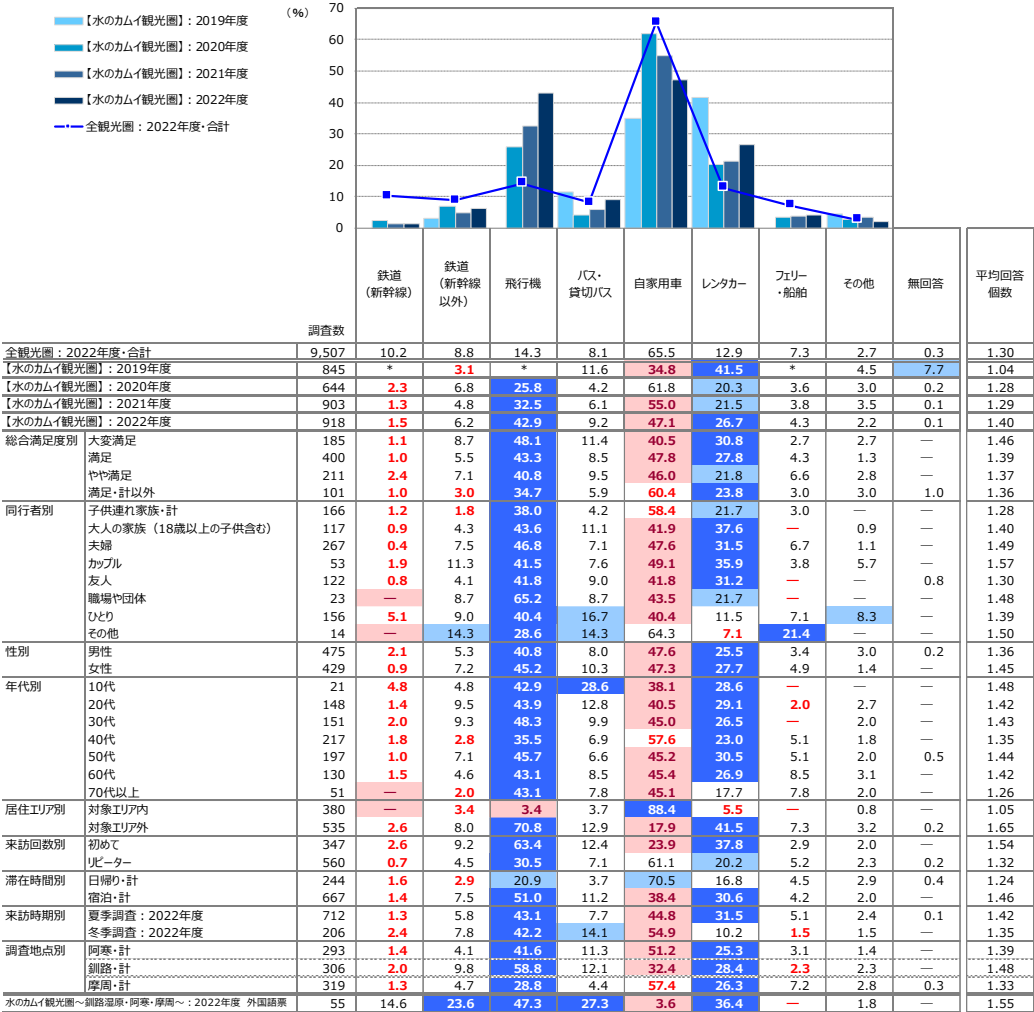 【水のカムイ観光圏】：2019年度
【水のカムイ観光圏】：2020年度
【水のカムイ観光圏】：2021年度
【水のカムイ観光圏】：2022年度
全観光圏：2022年度・合計
（%）
70
60
50
40
30
20
10
0
調査数 鉄道（新幹線） 鉄道（新幹線以外） 飛行機 バス・貸切バス 自家用車 レンタカー フェリー・船舶 その他 無回答 平均回答個数
全観光圏：2022年度・合計 9,507 10.2 8.8 14.3 8.1 65.5 12.9 7.3 2.7 0.3 1.30
【水のカムイ観光圏】：2019年度 845 * 3.1 * 11.6 34.8 41.5 * 4.5 7.7 1.04
【水のカムイ観光圏】：2020年度 644 2.3 6.8 25.8 4.2 61.8 20.3 3.6 3.0 0.2 1.28
【水のカムイ観光圏】：2021年度 903 1.3 4.8 32.5 6.1 55.0 21.5 3.8 3.5 0.1 1.29
【水のカムイ観光圏】：2022年度 918 1.5 6.2 42.9 9.2 47.1 26.7 4.3 2.2 0.1 1.40
総合満足度別 大変満足 185 1.1 8.7 48.1 11.4 40.5 30.8 2.7 2.7 — 1.46
満足 400 1.0 5.5 43.3 8.5 47.8 27.8 4.3 1.3 — 1.39
やや満足 211 2.4 7.1 40.8 9.5 46.0 21.8 6.6 2.8 — 1.37
満足・計以外 101 1.0 3.0 34.7 5.9 60.4 23.8 3.0 3.0 1.0 1.36
同行者別 子供連れ家族・計 166 1.2 1.8 38.0 4.2 58.4 21.7 3.0 — — 1.28
大人の家族（18歳以上の子供含む） 117 0.9 4.3 43.6 11.1 41.9 37.6 — 0.9 — 1.40
夫婦 267 0.4 7.5 46.8 7.1 47.6 31.5 6.7 1.1 — 1.49
カップル 53 1.9 11.3 41.5 7.6 49.1 35.9 3.8 5.7 — 1.57
友人 122 0.8 4.1 41.8 9.0 41.8 31.2 — — 0.8 1.30
職場や団体 23 — 8.7 65.2 8.7 43.5 21.7 — — — 1.48
ひとり 156 5.1 9.0 40.4 16.7 40.4 11.5 7.1 8.3 — 1.39
その他 14 — 14.3 28.6 14.3 64.3 7.1 21.4 — — 1.50
性別 男性 475 2.1 5.3 40.8 8.0 47.6 25.5 3.4 3.0 0.2 1.36
女性 429 0.9 7.2 45.2 10.3 47.3 27.7 4.9 1.4 — 1.45
年代別 10代 21 4.8 4.8 42.9 28.6 38.1 28.6 — — — 1.48
20代 148 1.4 9.5 43.9 12.8 40.5 29.1 2.0 2.7 — 1.42
30代 151 2.0 9.3 48.3 9.9 45.0 26.5 — 2.0 — 1.43
40代 217 1.8 2.8 35.5 6.9 57.6 23.0 5.1 1.8 — 1.35
50代 197 1.0 7.1 45.7 6.6 45.2 30.5 5.1 2.0 0.5 1.44
60代 130 1.5 4.6 43.1 8.5 45.4 26.9 8.5 3.1 — 1.42
70代以上 51 — 2.0 43.1 7.8 45.1 17.7 7.8 2.0 — 1.26
居住エリア別 対象エリア内 380 — 3.4 3.4 3.7 88.4 5.5 — 0.8 — 1.05
対象エリア外 535 2.6 8.0 70.8 12.9 17.9 41.5 7.3 3.2 0.2 1.65
来訪回数別 初めて 347 2.6 9.2 63.4 12.4 23.9 37.8 2.9 2.0 — 1.54
リピーター 560 0.7 4.5 30.5 7.1 61.1 20.2 5.2 2.3 0.2 1.32
滞在時間別 日帰り・計 244 1.6 2.9 20.9 3.7 70.5 16.8 4.5 2.9 0.4 1.24
宿泊・計 667 1.4 7.5 51.0 11.2 38.4 30.6 4.2 2.0 — 1.46
来訪時期別 夏季調査：2022年度 712 1.3 5.8 43.1 7.7 44.8 31.5 5.1 2.4 0.1 1.42
冬季調査：2022年度 206 2.4 7.8 42.2 14.1 54.9 10.2 1.5 1.5 — 1.35
調査地点別 阿寒・計 293 1.4 4.1 41.6 11.3 51.2 25.3 3.1 1.4 — 1.39
釧路・計 306 2.0 9.8 58.8 12.1 32.4 28.4 2.3 2.3 — 1.48
摩周・計 319 1.3 4.7 28.8 4.4 57.4 26.3 7.2 2.8 0.3 1.33
水のカムイ観光圏～釧路湿原・阿寒・摩周～：2022年度 外国語票 55 14.6 23.6 47.3 27.3 3.6 36.4 — 1.8 — 1.55